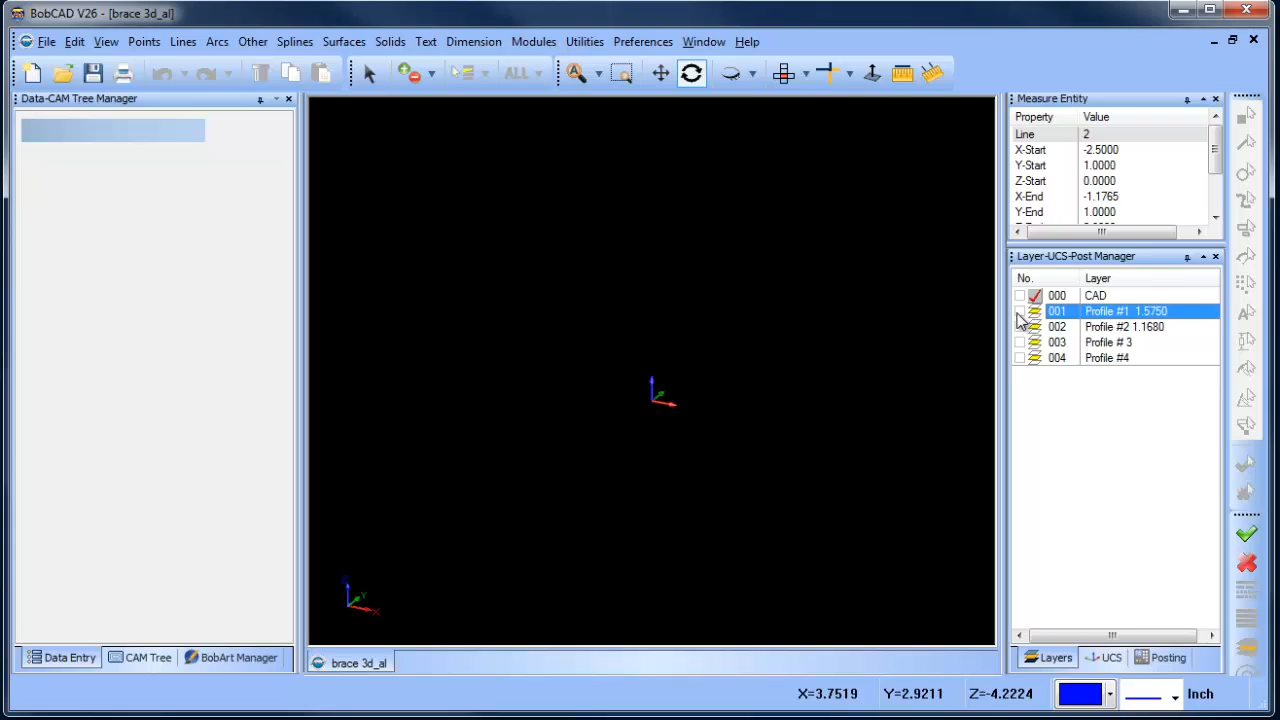 BobCAD V26 - [brace 3d_al]
File Edit View Points Lines Arcs Other Splines Surfaces Solids Text Dimension Modules Utilities Preferences Window Help
ALL
Data-CAM Tree Manager
Measure Entity
Property Value
Line 2
X-Start -2.5000
Y-Start 1.0000
Z-Start 0.0000
X-End -1.1765
Y-End 1.0000
Layer-UCS-Post Manager
No. Layer
000 CAD
001 Profile #1 1.5750
002 Profile #2 1.1680
003 Profile # 3
004 Profile #4
Y
X
Data Entry CAM Tree BobArt Manager
brace 3d_al
Layers UCS Posting
X=3.7519 Y=2.9211 Z=-4.2224 Inch